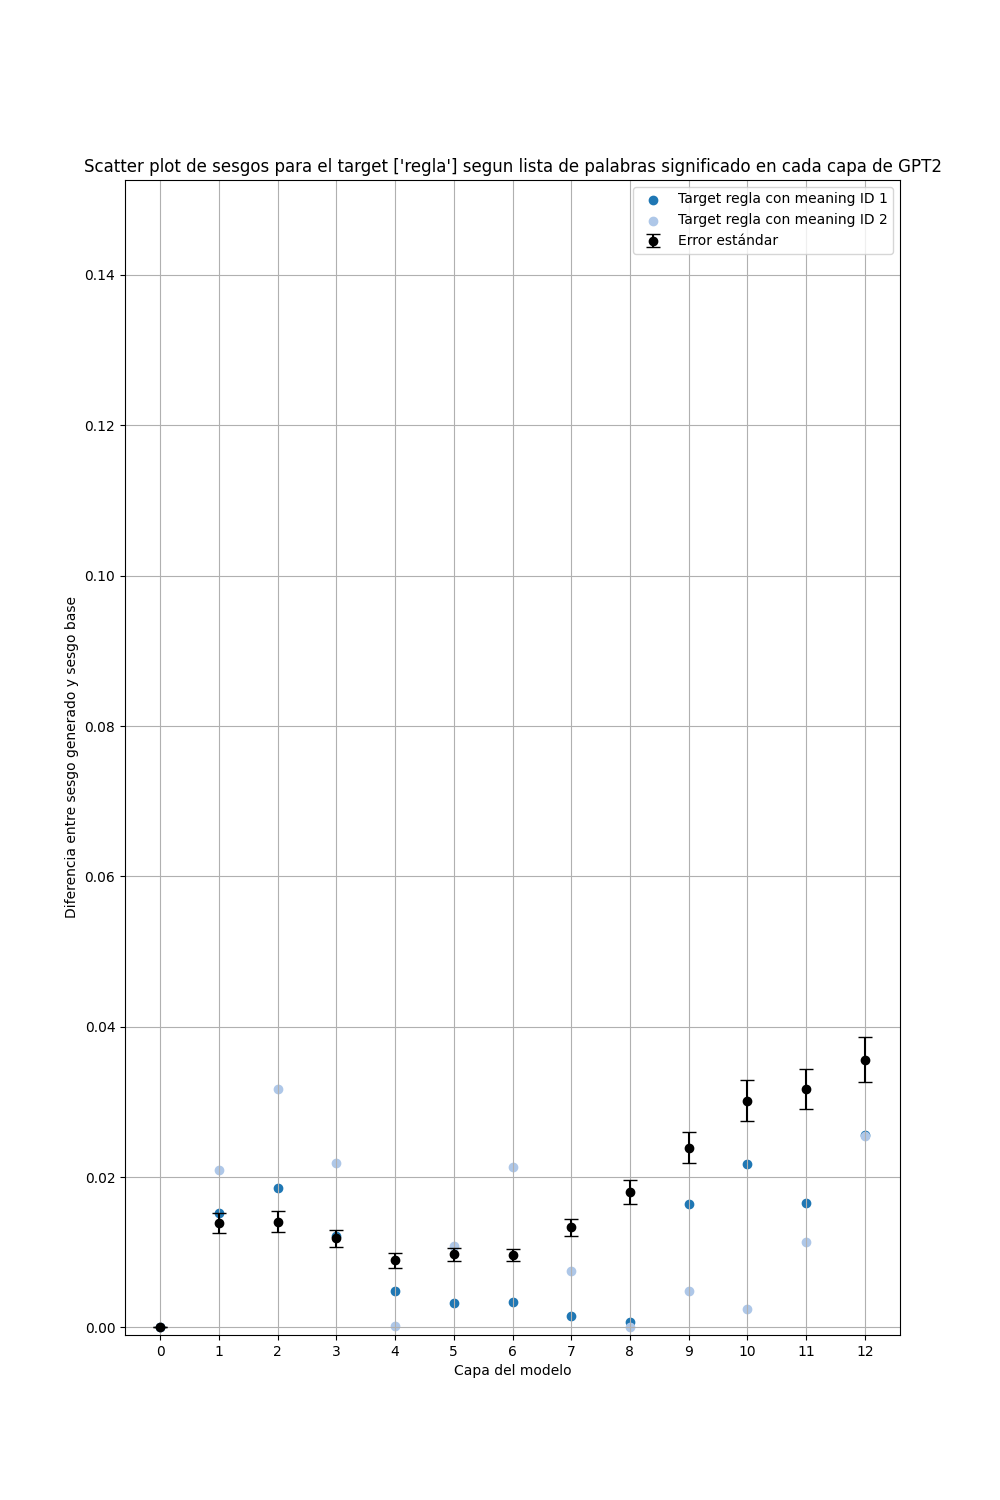 Scatter plot de sesgos para el target ['regla'] segun lista de palabras significado en cada capa de GPT2
Target regla con meaning ID 1
Target regla con meaning ID 2
Error estándar
0.14
0.12
0.10
0.08
0.06
0.04
0.02
0.00
Diferencia entre sesgo generado y sesgo base
0 1 2 3 4 5 6 7 8 9 10 11 12
Capa del modelo